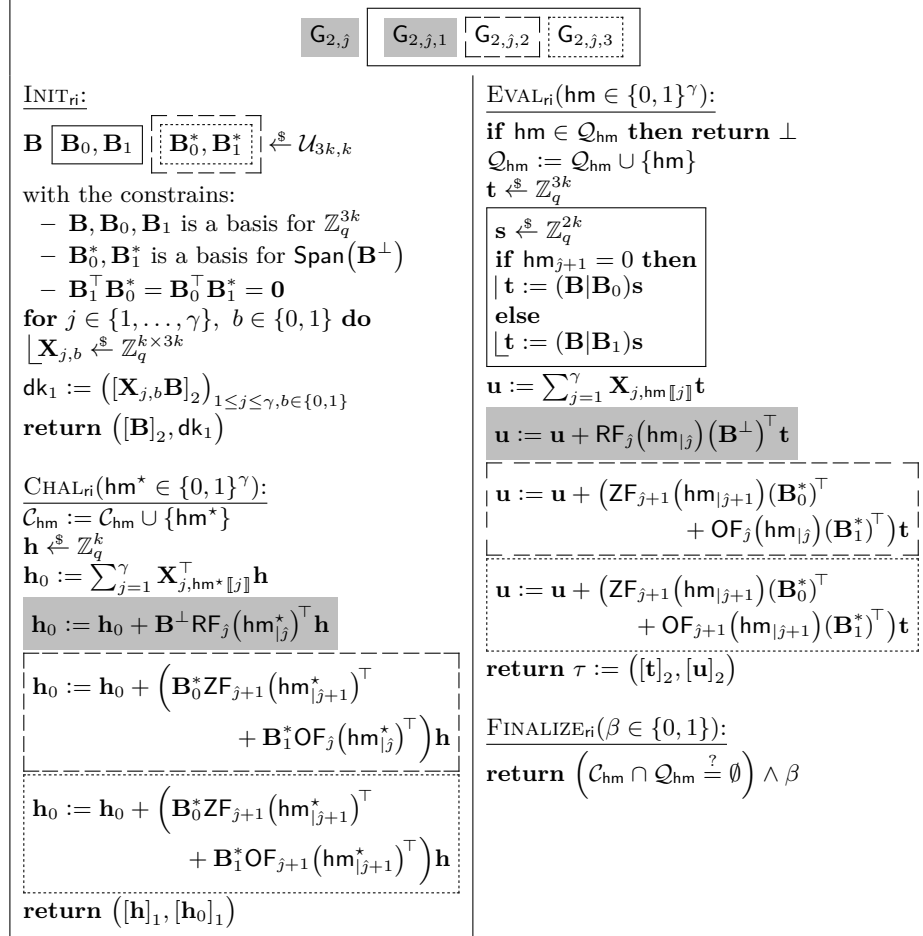 G_{2,ĵ} G_{2,ĵ,1} G_{2,ĵ,2} G_{2,ĵ,3}
INIT_ri:
B B_0, B_1 B_0^*, B_1^* ←$ U_{3k,k}
with the constrains:
– B, B_0, B_1 is a basis for Z_q^{3k}
– B_0^*, B_1^* is a basis for Span(B^⊥)
– B_1^⊤ B_0^* = B_0^⊤ B_1^* = 0
for j ∈ {1, …, γ}, b ∈ {0, 1} do
X_{j,b} ←$ Z_q^{k×3k}
dk_1 := ([X_{j,b}B]_2)_{1≤j≤γ,b∈{0,1}}
return ([B]_2, dk_1)
CHAL_ri(hm^⋆ ∈ {0, 1}^γ):
C_hm := C_hm ∪ {hm^⋆}
h ←$ Z_q^k
h_0 := ∑_{j=1}^γ X_{j,hm^⋆⟦j⟧}^⊤ h
h_0 := h_0 + B^⊥ RF_ĵ(hm^⋆_{|ĵ})^⊤ h
h_0 := h_0 + (B_0^* ZF_{ĵ+1}(hm^⋆_{|ĵ+1})^⊤
+ B_1^* OF_ĵ(hm^⋆_{|ĵ})^⊤)h
h_0 := h_0 + (B_0^* ZF_{ĵ+1}(hm^⋆_{|ĵ+1})^⊤
+ B_1^* OF_{ĵ+1}(hm^⋆_{|ĵ+1})^⊤)h
return ([h]_1, [h_0]_1)
EVAL_ri(hm ∈ {0, 1}^γ):
if hm ∈ Q_hm then return ⊥
Q_hm := Q_hm ∪ {hm}
t ←$ Z_q^{3k}
s ←$ Z_q^{2k}
if hm_{ĵ+1} = 0 then
t := (B|B_0)s
else
t := (B|B_1)s
u := ∑_{j=1}^γ X_{j,hm⟦j⟧} t
u := u + RF_ĵ(hm_{|ĵ})(B^⊥)^⊤ t
u := u + (ZF_{ĵ+1}(hm_{|ĵ+1})(B_0^*)^⊤
+ OF_ĵ(hm_{|ĵ})(B_1^*)^⊤)t
u := u + (ZF_{ĵ+1}(hm_{|ĵ+1})(B_0^*)^⊤
+ OF_{ĵ+1}(hm_{|ĵ+1})(B_1^*)^⊤)t
return τ := ([t]_2, [u]_2)
FINALIZE_ri(β ∈ {0, 1}):
return (C_hm ∩ Q_hm ≟ ∅) ∧ β